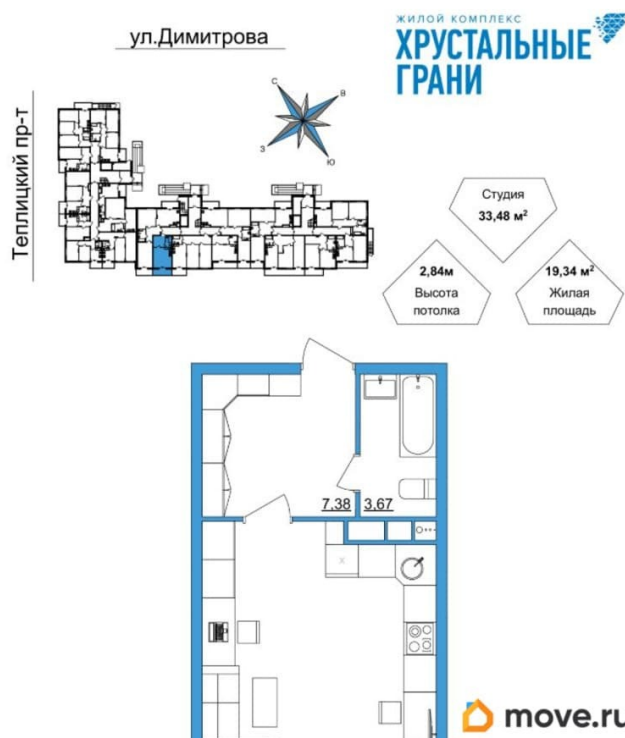 ЖИЛОЙ КОМПЛЕКС
ХРУСТАЛЬНЫЕ
ГРАНИ
ул.Димитрова
Теплицкий пр-т
С
В
З
Ю
Студия
33,48 м²
2,84м
Высота
потолка
19,34 м²
Жилая
площадь
7,38
3,67
x
move.ru